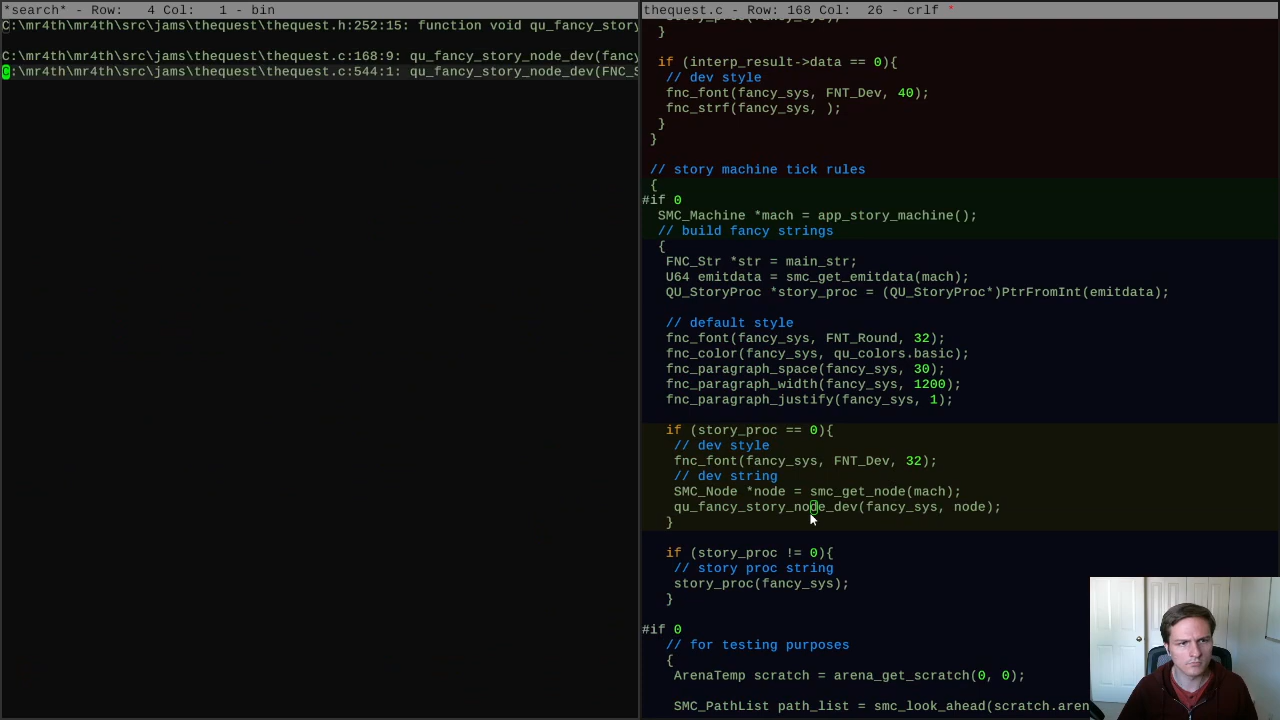 *search* - Row:   4 Col:   1 - bin
C:\mr4th\mr4th\src\jams\thequest\thequest.h:252:15: function void qu_fancy_story
C:\mr4th\mr4th\src\jams\thequest\thequest.c:168:9: qu_fancy_story_node_dev(fancy
C:\mr4th\mr4th\src\jams\thequest\thequest.c:544:1: qu_fancy_story_node_dev(FNC_S
thequest.c - Row: 168 Col:  26 - crlf *
story_proc(fancy_sys);
}
if (interp_result->data == 0){
// dev style
fnc_font(fancy_sys, FNT_Dev, 40);
fnc_strf(fancy_sys, );
}
}
// story machine tick rules
{
#if 0
SMC_Machine *mach = app_story_machine();
// build fancy strings
{
FNC_Str *str = main_str;
U64 emitdata = smc_get_emitdata(mach);
QU_StoryProc *story_proc = (QU_StoryProc*)PtrFromInt(emitdata);
// default style
fnc_font(fancy_sys, FNT_Round, 32);
fnc_color(fancy_sys, qu_colors.basic);
fnc_paragraph_space(fancy_sys, 30);
fnc_paragraph_width(fancy_sys, 1200);
fnc_paragraph_justify(fancy_sys, 1);
if (story_proc == 0){
// dev style
fnc_font(fancy_sys, FNT_Dev, 32);
// dev string
SMC_Node *node = smc_get_node(mach);
qu_fancy_story_node_dev(fancy_sys, node);
}
if (story_proc != 0){
// story proc string
story_proc(fancy_sys);
}
#if 0
// for testing purposes
{
ArenaTemp scratch = arena_get_scratch(0, 0);
SMC_PathList path_list = smc_look_ahead(scratch.aren